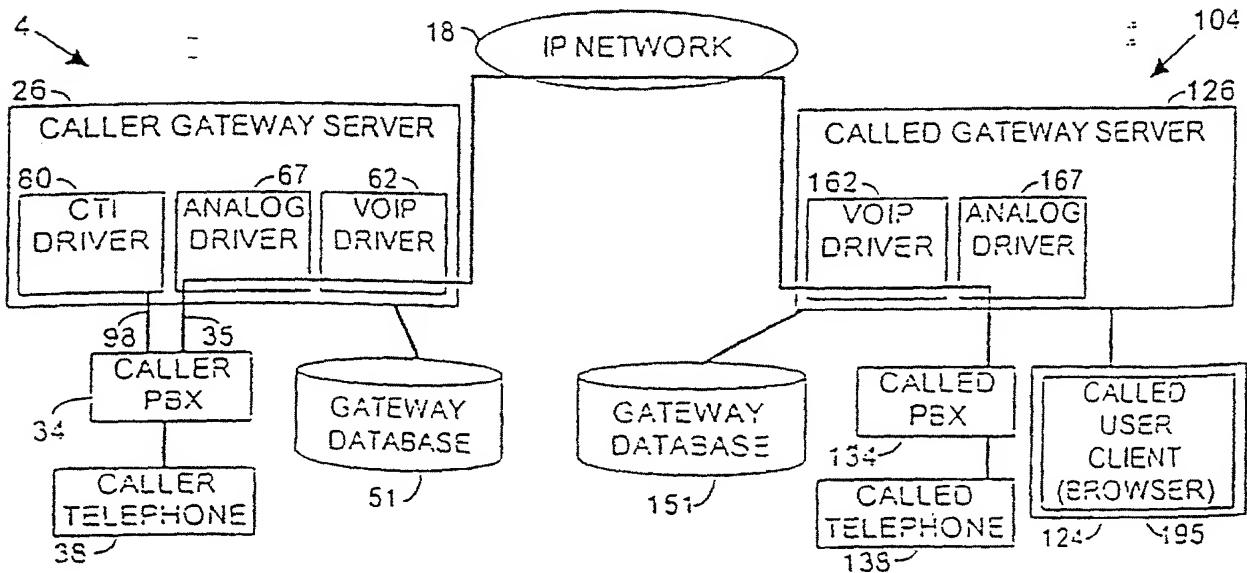 4
18
IP NETWORK
104
26
CALLER GATEWAY SERVER
80
CTI
DRIVER
67
ANALOG
DRIVER
62
VOIP
DRIVER
126
CALLED GATEWAY SERVER
162
VOIP
DRIVER
167
ANALOG
DRIVER
98
35
CALLER
PBX
34
CALLER
TELEPHONE
38
GATEWAY
DATABASE
51
GATEWAY
DATABASE
151
CALLED
PBX
134
CALLED
TELEPHONE
138
CALLED
USER
CLIENT
(BROWSER)
124
195